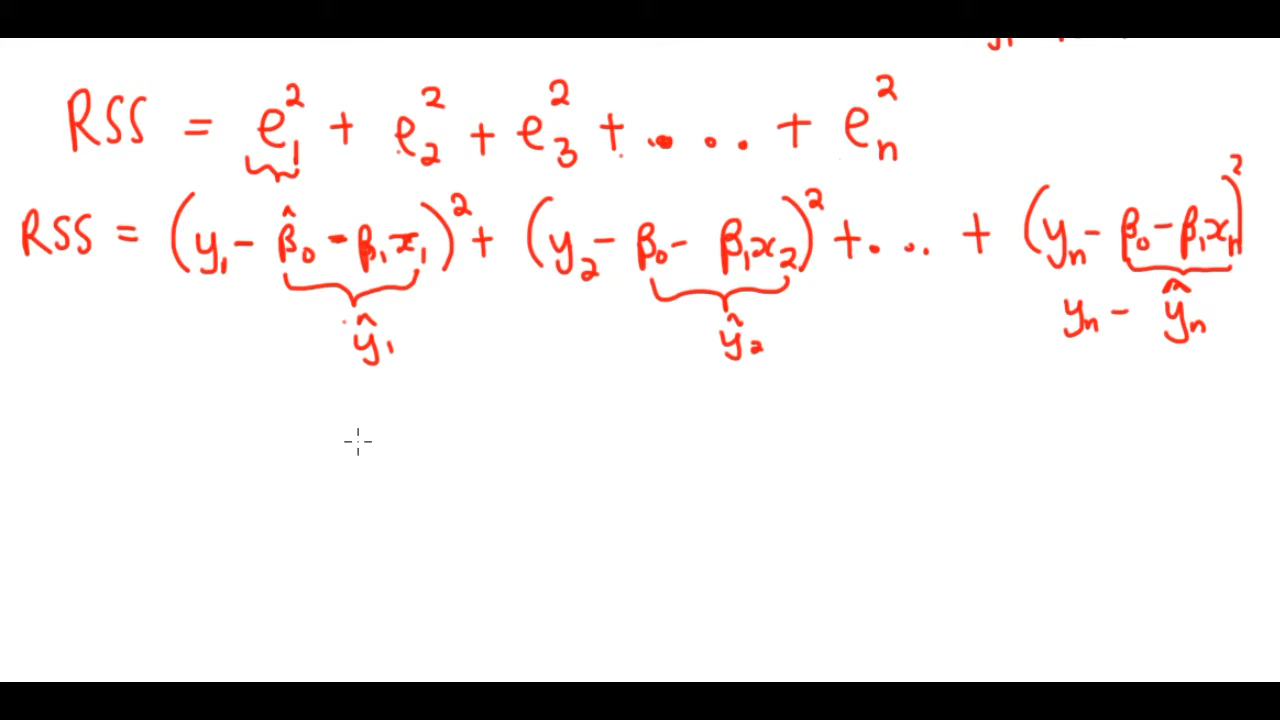 RSS = e₁² + e₂² + e₃² + .... + eₙ²
RSS = (y₁ - β̂₀ - β₁x₁)² + (y₂ - β₀ - β₁x₂)² + ... + (yₙ - β₀ - β₁xₙ)²
ŷ₁ ŷ₂ yₙ - ŷₙ